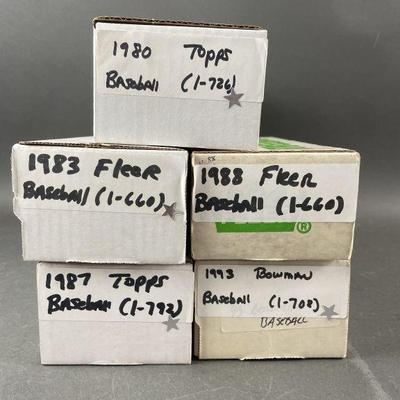 1980 Topps
Baseball (1-726)
1983 Fleer
Baseball (1-660)
1988 Fleer
Baseball (1-660)
®
1987 Topps
Baseball (1-792)
1993 Bowman
Baseball (1-708)
BASEBALL